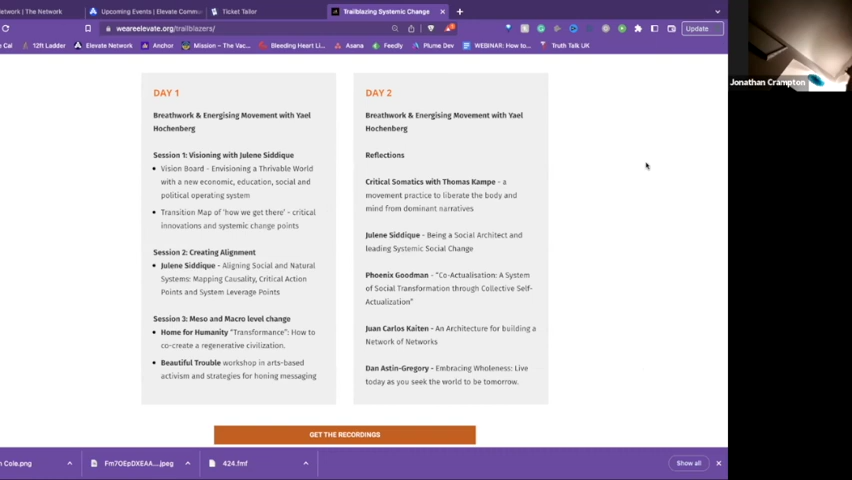 etwork | The Network
Upcoming Events | Elevate Commu
Ticket Tailor
Trailblazing Systemic Change
weareelevate.org/trailblazers/
Update
Cal
12ft Ladder
Elevate Network
Anchor
Mission – The Vac...
Bleeding Heart Li...
Asana
Feedly
Plume Dev
WEBINAR: How to...
Truth Talk UK
Jonathan Crampton
DAY 1
Breathwork & Energising Movement with Yael
Hochenberg
Session 1: Visioning with Julene Siddique
Vision Board - Envisioning a Thrivable World
with a new economic, education, social and
political operating system
Transition Map of 'how we got there' - critical
innovations and systemic change points
Session 2: Creating Alignment
Julene Siddique - Aligning Social and Natural
Systems: Mapping Causality, Critical Action
Points and System Leverage Points
Session 3: Meso and Macro level change
Home for Humanity "Transformance": How to
co-create a regenerative civilization.
Beautiful Trouble workshop in arts-based
activism and strategies for honing messaging
DAY 2
Breathwork & Energising Movement with Yael
Hochenberg
Reflections
Critical Somatics with Thomas Kampe - a
movement practice to liberate the body and
mind from dominant narratives
Julene Siddique - Being a Social Architect and
leading Systemic Social Change
Phoenix Goodman - "Co-Actualisation: A System
of Social Transformation through Collective Self-
Actualization"
Juan Carlos Kaiten - An Architecture for building a
Network of Networks
Dan Astin-Gregory - Embracing Wholeness: Live
today as you seek the world to be tomorrow.
GET THE RECORDINGS
n Cole.png
Fm7OEpDXEAA....jpeg
424.fmf
Show all